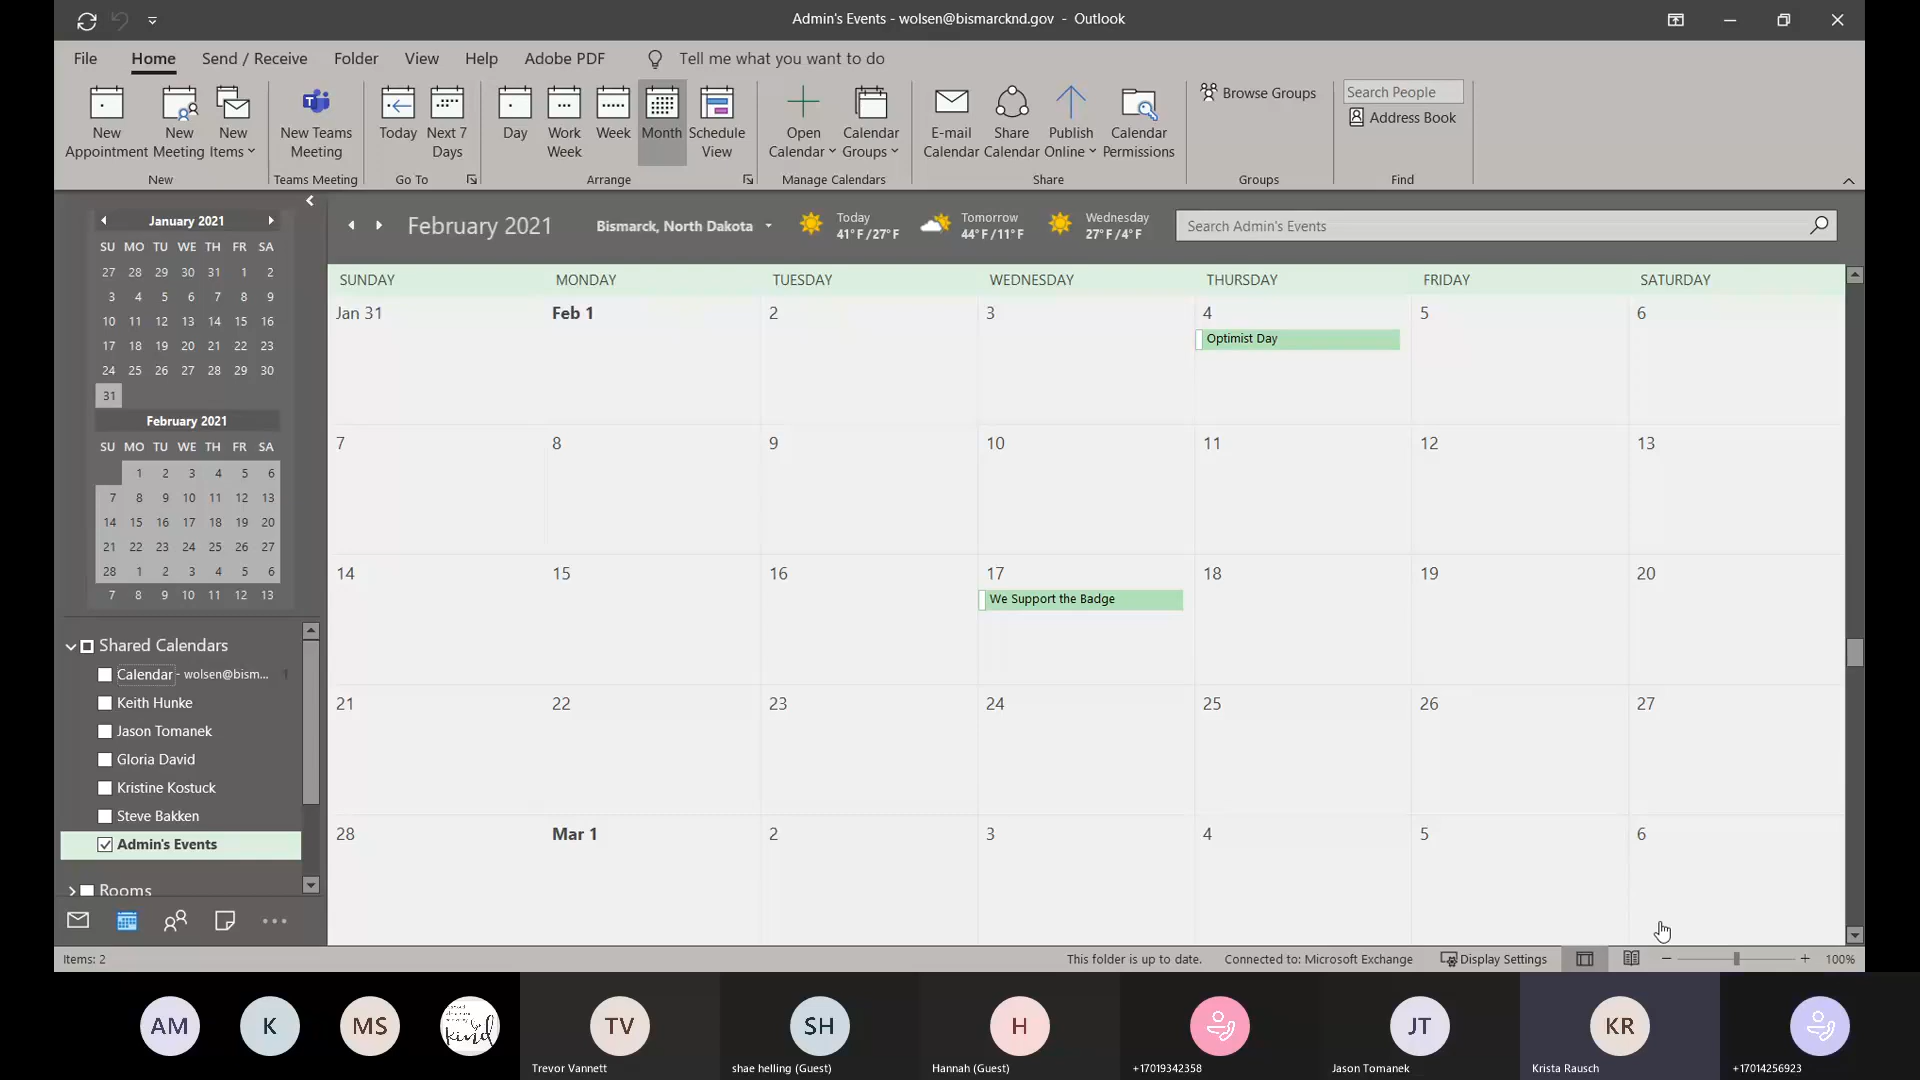 Admin's Events - wolsen@bismarcknd.gov - Outlook
File Home Send / Receive Folder View Help Adobe PDF Tell me what you want to do
New Appointment
New Meeting
New Items
New Teams Meeting
Today
Next 7 Days
Day
Work Week
Week
Month
Schedule View
Open Calendar
Calendar Groups
E-mail Calendar
Share Calendar
Publish Online
Calendar Permissions
Browse Groups
Search People
Address Book
New
Teams Meeting
Go To
Arrange
Manage Calendars
Share
Groups
Find
January 2021
SU MO TU WE TH FR SA
27 28 29 30 31 1 2
3 4 5 6 7 8 9
10 11 12 13 14 15 16
17 18 19 20 21 22 23
24 25 26 27 28 29 30
31
February 2021
SU MO TU WE TH FR SA
1 2 3 4 5 6
7 8 9 10 11 12 13
14 15 16 17 18 19 20
21 22 23 24 25 26 27
28 1 2 3 4 5 6
7 8 9 10 11 12 13
Shared Calendars
Calendar - wolsen@bism...
Keith Hunke
Jason Tomanek
Gloria David
Kristine Kostuck
Steve Bakken
Admin's Events
Rooms
February 2021
Bismarck, North Dakota
Today
41°F/27°F
Tomorrow
44°F/11°F
Wednesday
27°F/4°F
Search Admin's Events
SUNDAY MONDAY TUESDAY WEDNESDAY THURSDAY FRIDAY SATURDAY
Jan 31 Feb 1 2 3 4 5 6
Optimist Day
7 8 9 10 11 12 13
14 15 16 17 18 19 20
We Support the Badge
21 22 23 24 25 26 27
28 Mar 1 2 3 4 5 6
Items: 2
This folder is up to date. Connected to: Microsoft Exchange Display Settings 100%
AM K MS kind TV SH H JT KR
Trevor Vannett shae helling (Guest) Hannah (Guest) +17019342358 Jason Tomanek Krista Rausch +17014256923